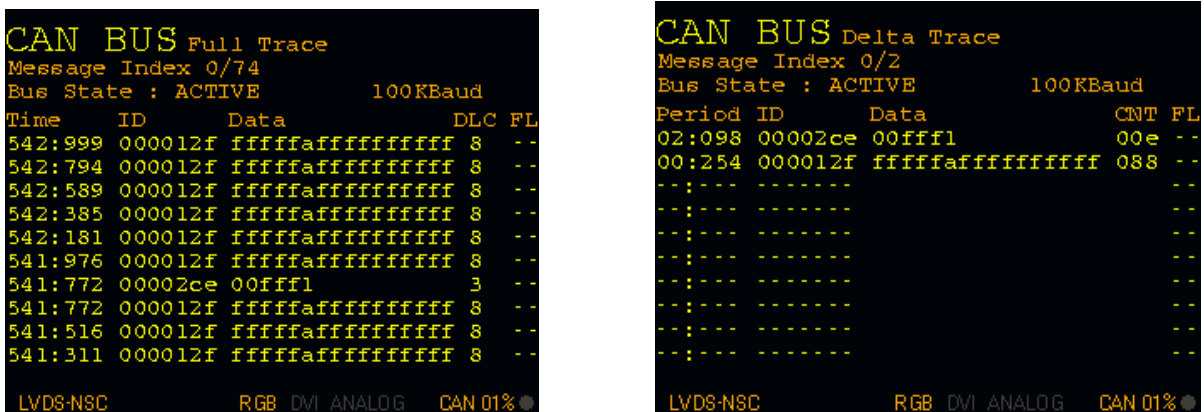 CAN BUS Full Trace
Message Index 0/74
Bus State : ACTIVE 100KBaud
Time ID Data DLC FL
542:999 000012f fffffaffffffffff 8 --
542:794 000012f fffffaffffffffff 8 --
542:589 000012f fffffaffffffffff 8 --
542:385 000012f fffffaffffffffff 8 --
542:181 000012f fffffaffffffffff 8 --
541:976 000012f fffffaffffffffff 8 --
541:772 00002ce 00fff1 3 --
541:772 000012f fffffaffffffffff 8 --
541:516 000012f fffffaffffffffff 8 --
541:311 000012f fffffaffffffffff 8 --
LVDS-NSC RGB DVI ANALOG CAN 01%
CAN BUS Delta Trace
Message Index 0/2
Bus State : ACTIVE 100KBaud
Period ID Data CNT FL
02:098 00002ce 00fff1 00e --
00:254 000012f fffffaffffffffff 088 --
--:--- ------- --
--:--- ------- --
--:--- ------- --
--:--- ------- --
--:--- ------- --
--:--- ------- --
--:--- ------- --
--:--- ------- --
LVDS-NSC RGB DVI ANALOG CAN 01%